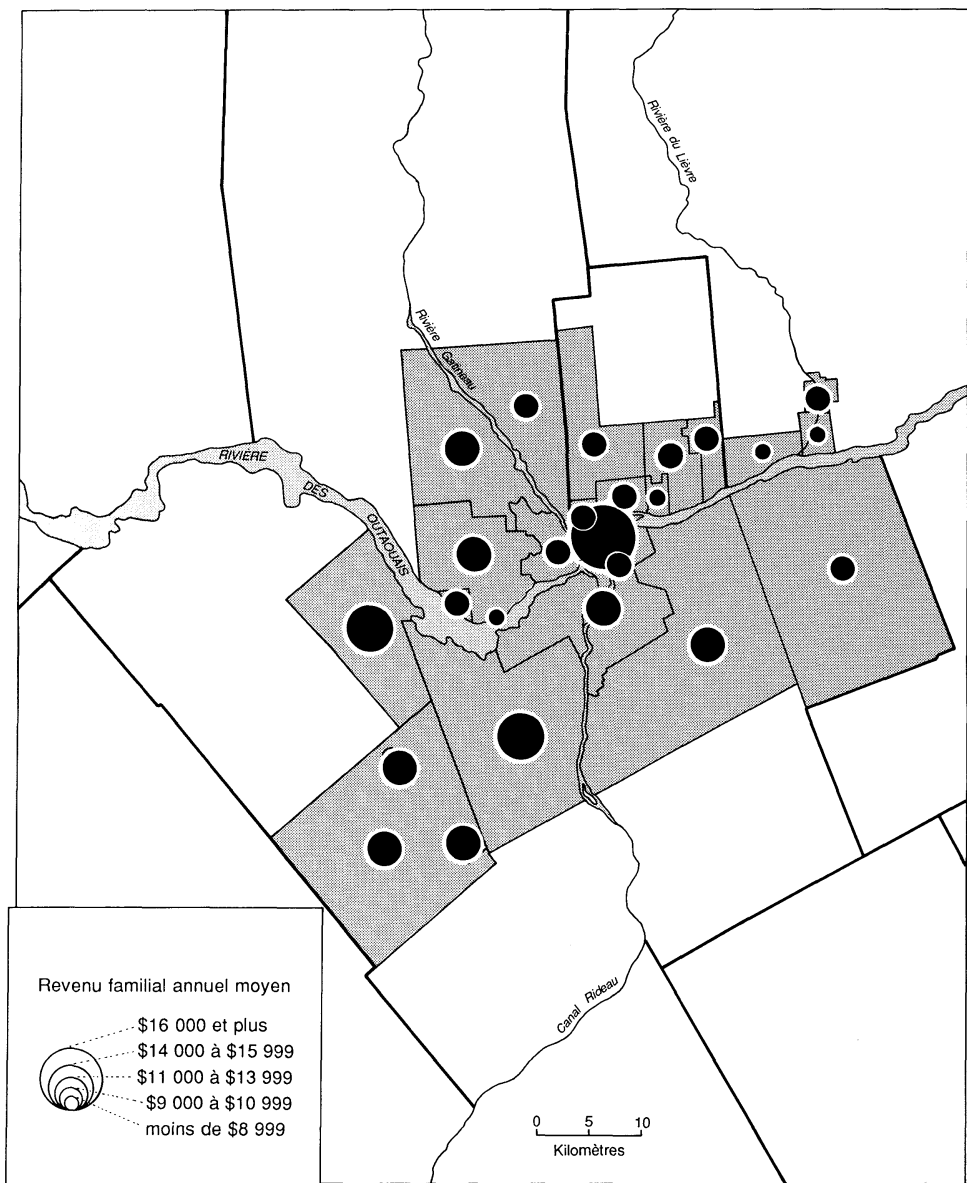 Rivière du Lièvre
Rivière Gatineau
RIVIÈRE
DES
OUTAOUAIS
Canal Rideau
Revenu familial annuel moyen
$16 000 et plus
$14 000 à $15 999
$11 000 à $13 999
$9 000 à $10 999
moins de $8 999
0 5 10
Kilomètres